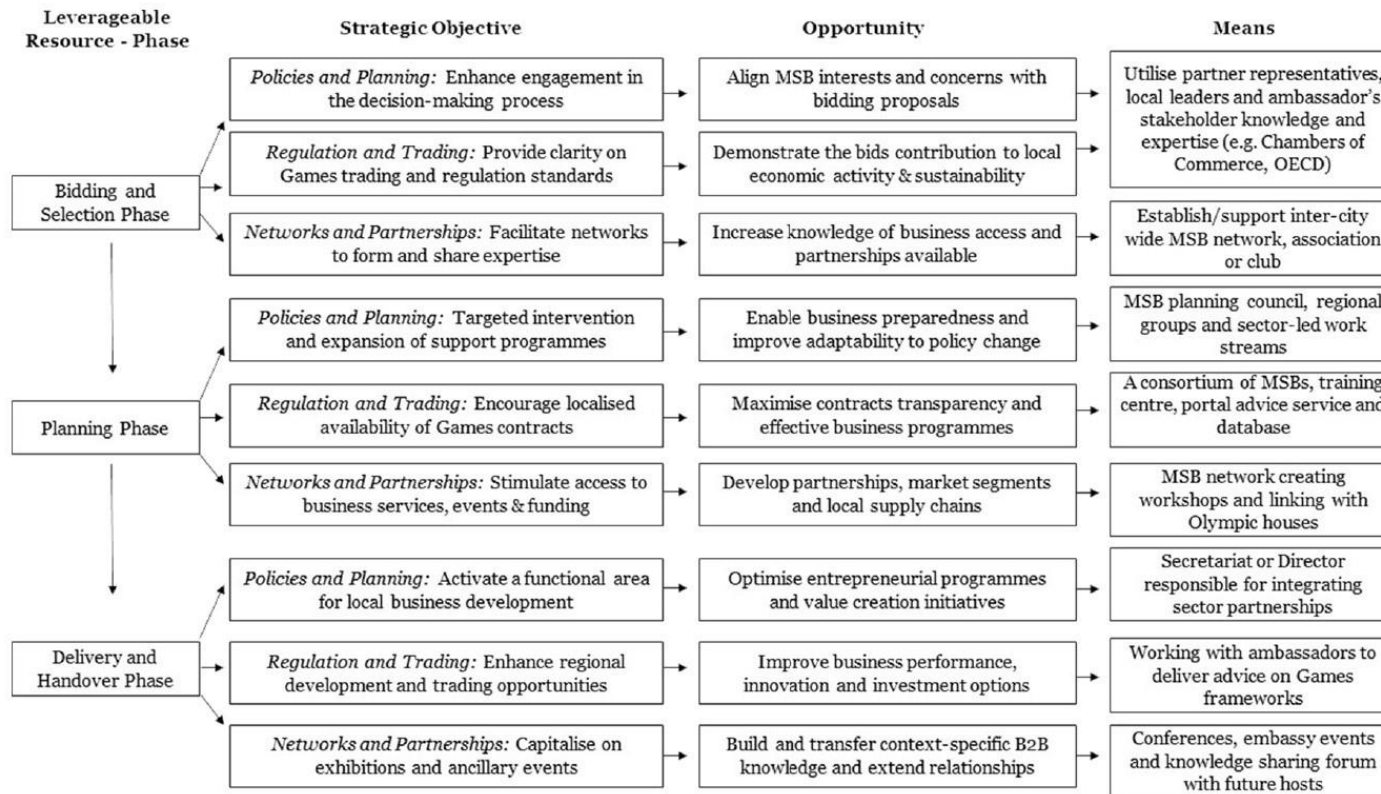 Leverageable
Resource - Phase
Strategic Objective
Opportunity
Means
Bidding and
Selection Phase
Policies and Planning: Enhance engagement in
the decision-making process
Align MSB interests and concerns with
bidding proposals
Utilise partner representatives,
local leaders and ambassador's
stakeholder knowledge and
expertise (e.g. Chambers of
Commerce, OECD)
Regulation and Trading: Provide clarity on
Games trading and regulation standards
Demonstrate the bids contribution to local
economic activity & sustainability
Networks and Partnerships: Facilitate networks
to form and share expertise
Increase knowledge of business access and
partnerships available
Establish/support inter-city
wide MSB network, association
or club
Planning Phase
Policies and Planning: Targeted intervention
and expansion of support programmes
Enable business preparedness and
improve adaptability to policy change
MSB planning council, regional
groups and sector-led work
streams
Regulation and Trading: Encourage localised
availability of Games contracts
Maximise contracts transparency and
effective business programmes
A consortium of MSBs, training
centre, portal advice service and
database
Networks and Partnerships: Stimulate access to
business services, events & funding
Develop partnerships, market segments
and local supply chains
MSB network creating
workshops and linking with
Olympic houses
Delivery and
Handover Phase
Policies and Planning: Activate a functional area
for local business development
Optimise entrepreneurial programmes
and value creation initiatives
Secretariat or Director
responsible for integrating
sector partnerships
Regulation and Trading: Enhance regional
development and trading opportunities
Improve business performance,
innovation and investment options
Working with ambassadors to
deliver advice on Games
frameworks
Networks and Partnerships: Capitalise on
exhibitions and ancillary events
Build and transfer context-specific B2B
knowledge and extend relationships
Conferences, embassy events
and knowledge sharing forum
with future hosts